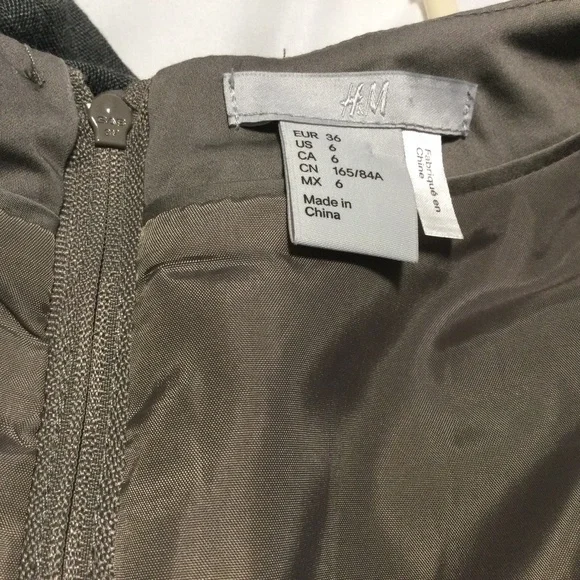 H&M
EUR 36
US 6
CA 6
CN 165/84A
MX 6
Made in
China
Fabriqué en
Chine